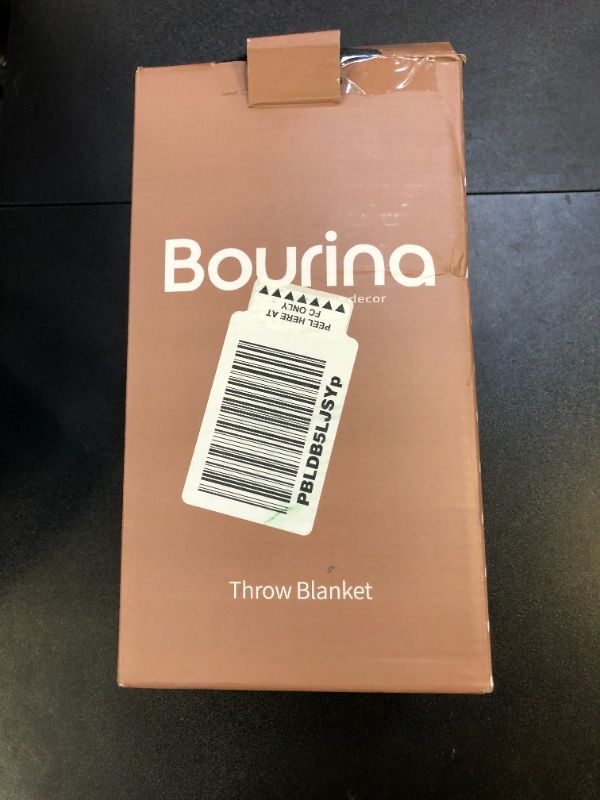 Bourina
decor
PEEL HERE AT
FC ONLY
PBLDB5LJSYp
Throw Blanket